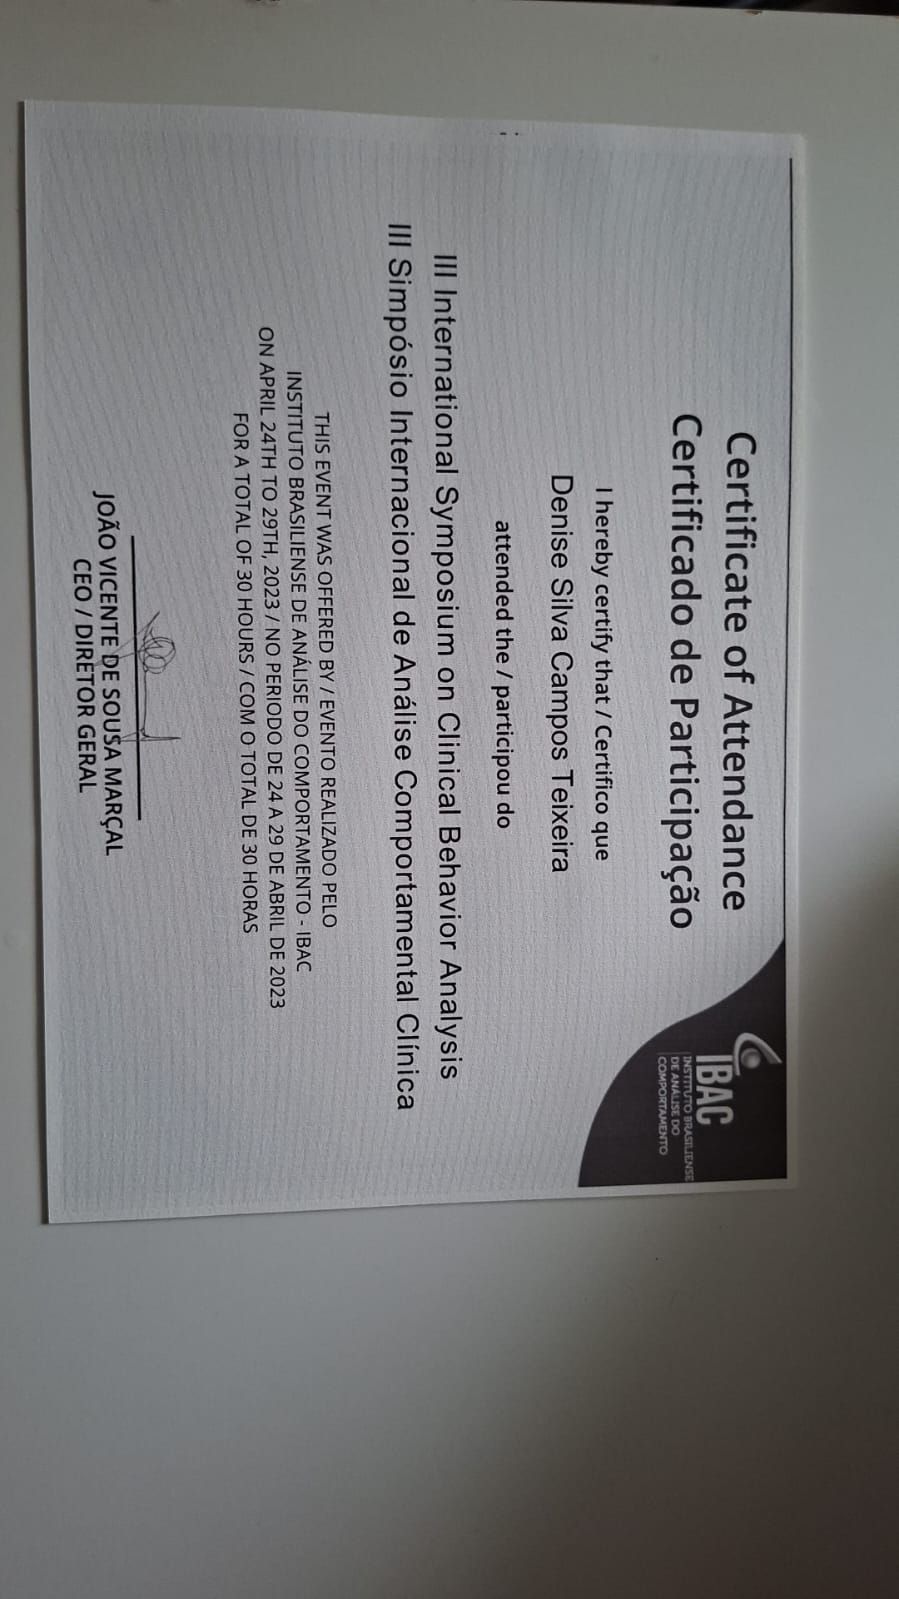 Certificate of Attendance
Certificado de Participação
IBAC
INSTITUTO BRASILIENSE
DE ANÁLISE DO
COMPORTAMENTO
I hereby certify that / Certifico que
Denise Silva Campos Teixeira
attended the / participou do
III International Symposium on Clinical Behavior Analysis
III Simpósio Internacional de Análise Comportamental Clínica
THIS EVENT WAS OFFERED BY / EVENTO REALIZADO PELO
INSTITUTO BRASILIENSE DE ANÁLISE DO COMPORTAMENTO - IBAC
ON APRIL 24TH TO 29TH, 2023 / NO PERIODO DE 24 A 29 DE ABRIL DE 2023
FOR A TOTAL OF 30 HOURS / COM O TOTAL DE 30 HORAS
JOÃO VICENTE DE SOUSA MARÇAL
CEO / DIRETOR GERAL